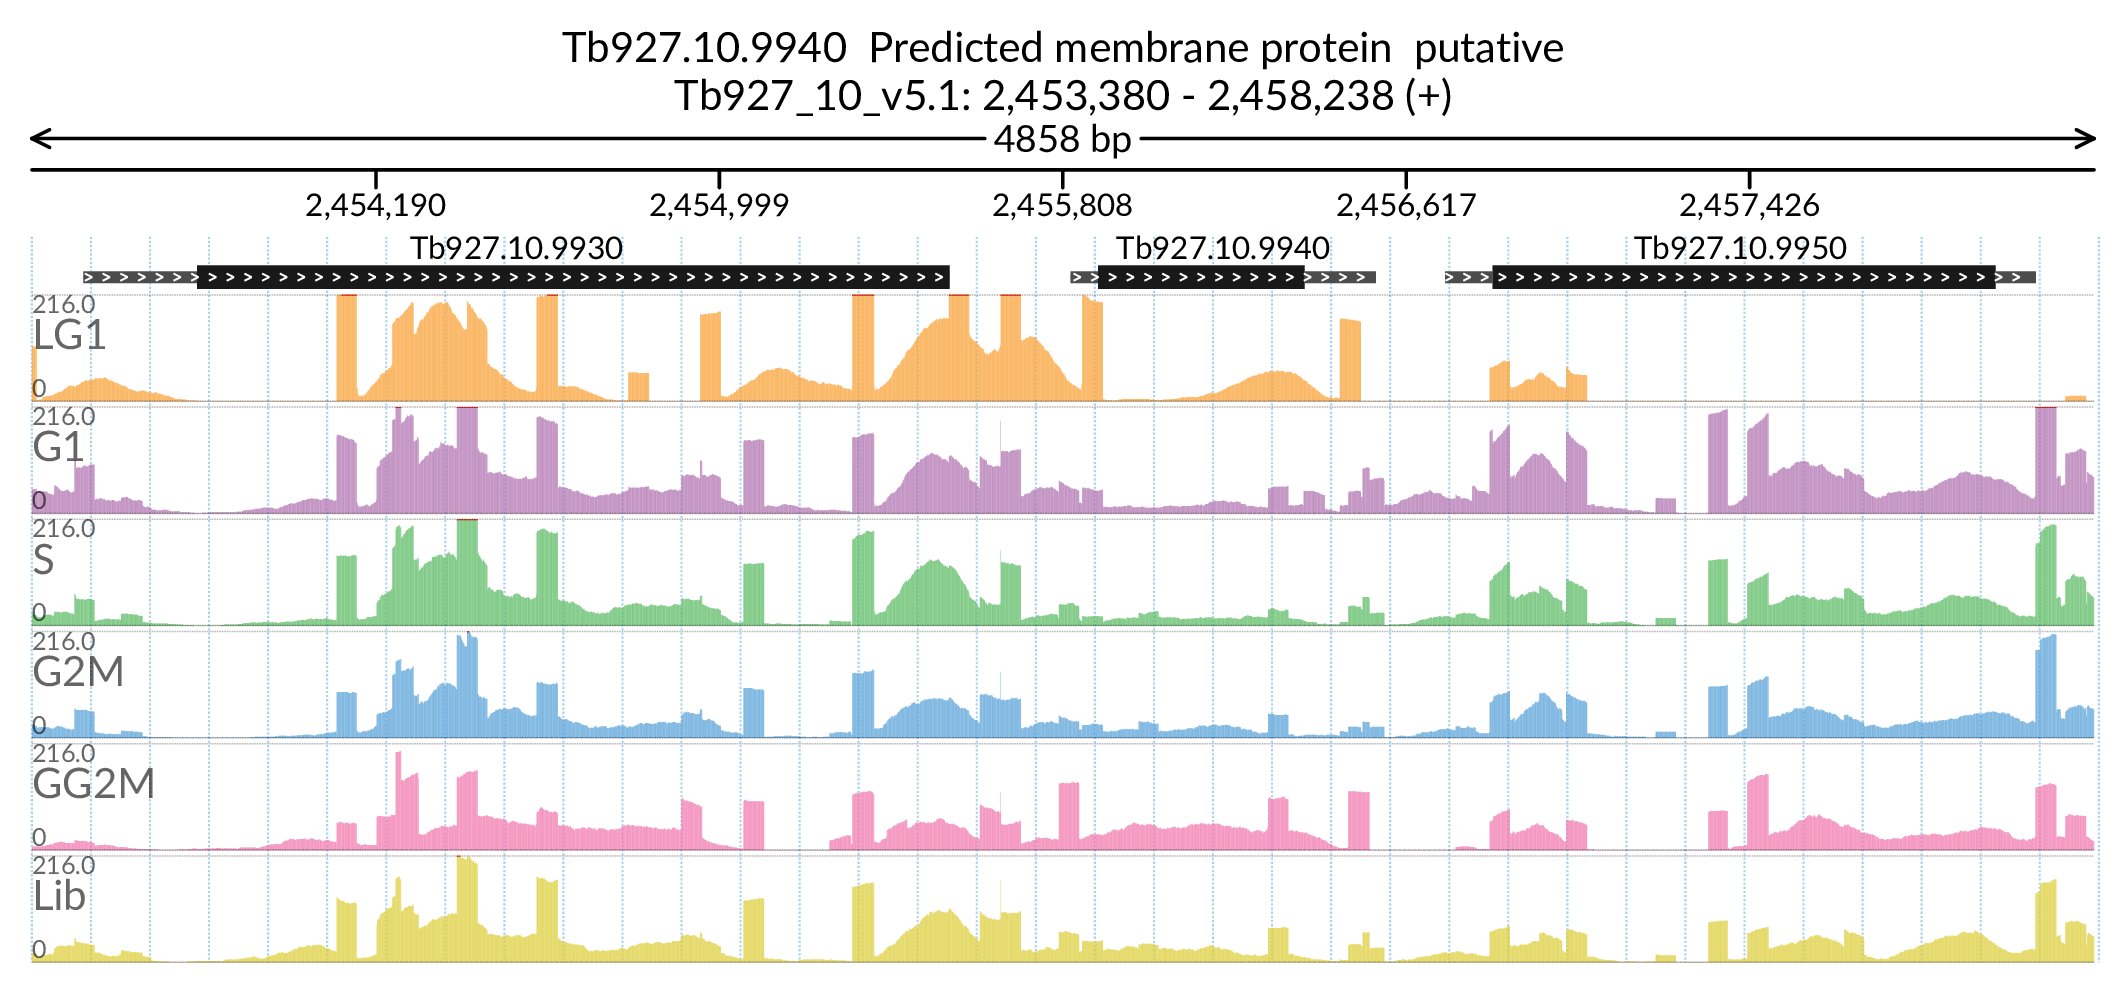 Tb927.10.9940 Predicted membrane protein putative
Tb927_10_v5.1: 2,453,380 - 2,458,238 (+)
4858 bp
2,454,190 2,454,999 2,455,808 2,456,617 2,457,426
Tb927.10.9930 Tb927.10.9940 Tb927.10.9950
216.0
LG1
0
216.0
G1
0
216.0
S
0
216.0
G2M
0
216.0
GG2M
0
216.0
Lib
0